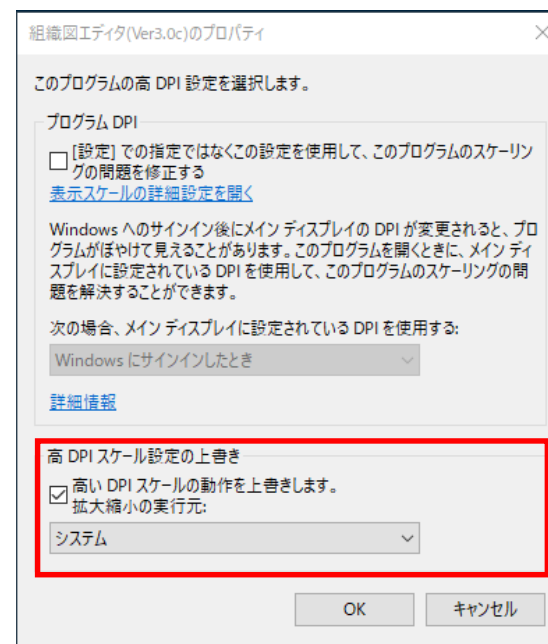 組織図エディタ(Ver3.0c)のプロパティ
このプログラムの高 DPI 設定を選択します。
プログラム DPI
[設定] での指定ではなくこの設定を使用して、このプログラムのスケーリン
グの問題を修正する
表示スケールの詳細設定を開く
Windows へのサインイン後にメイン ディスプレイの DPI が変更されると、プロ
グラムがぼやけて見えることがあります。このプログラムを開くときに、メイン ディ
スプレイに設定されている DPI を使用して、このプログラムのスケーリングの問
題を解決することができます。
次の場合、メイン ディスプレイに設定されている DPI を使用する:
Windows にサインインしたとき
詳細情報
高 DPI スケール設定の上書き
高い DPI スケールの動作を上書きします。
拡大縮小の実行元:
システム
OK
キャンセル